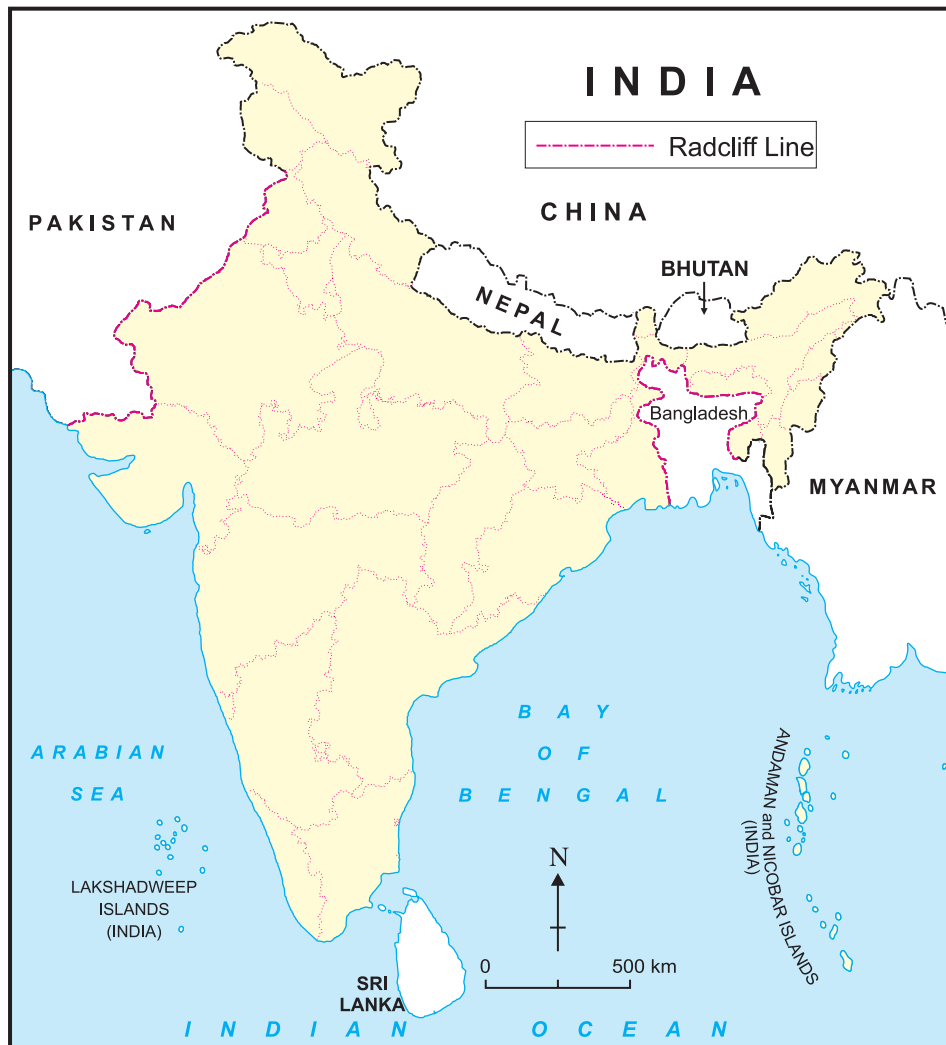 INDIA
Radcliff Line
CHINA
PAKISTAN
BHUTAN
NEPAL
Bangladesh
MYANMAR
BAY
OF
BENGAL
ARABIAN
SEA
ANDAMAN and NICOBAR ISLANDS
(INDIA)
LAKSHADWEEP
ISLANDS
(INDIA)
N
0 500 km
SRI
LANKA
INDIAN OCEAN